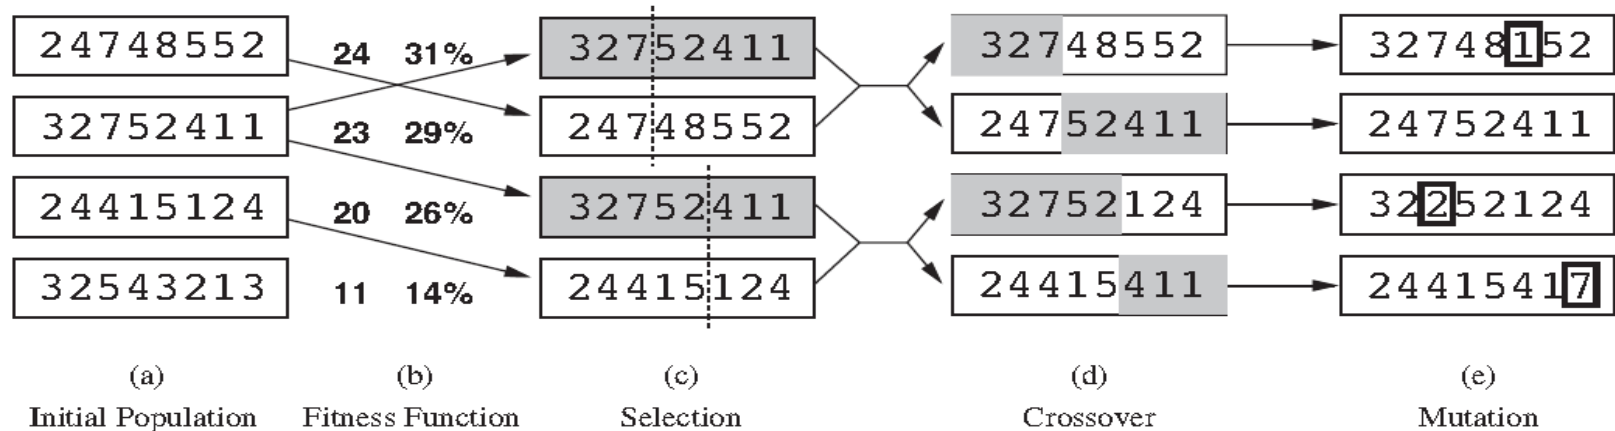 24748552 24 31% 32752411 32748552 32748152
32752411 23 29% 24748552 24752411 24752411
24415124 20 26% 32752411 32752124 32252124
32543213 11 14% 24415124 24415411 24415417
(a) (b) (c) (d) (e)
Initial Population Fitness Function Selection Crossover Mutation